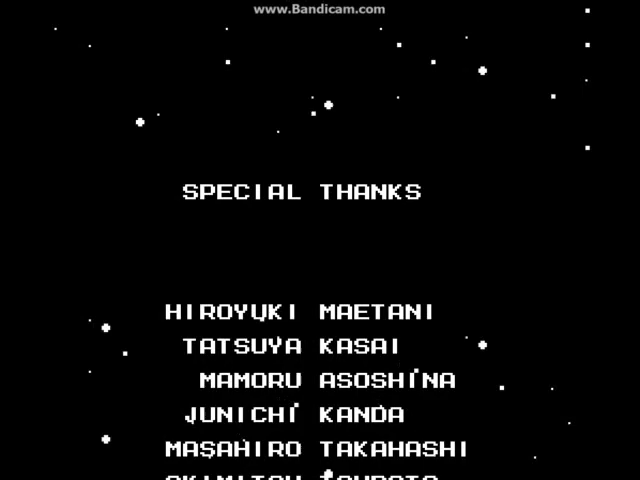 www.Bandicam.com
SPECIAL THANKS
HIROYUKI MAETANI
TATSUYA KASAI
MAMORU ASOSHINA
JUNICHI KANDA
MASAHIRO TAKAHASHI